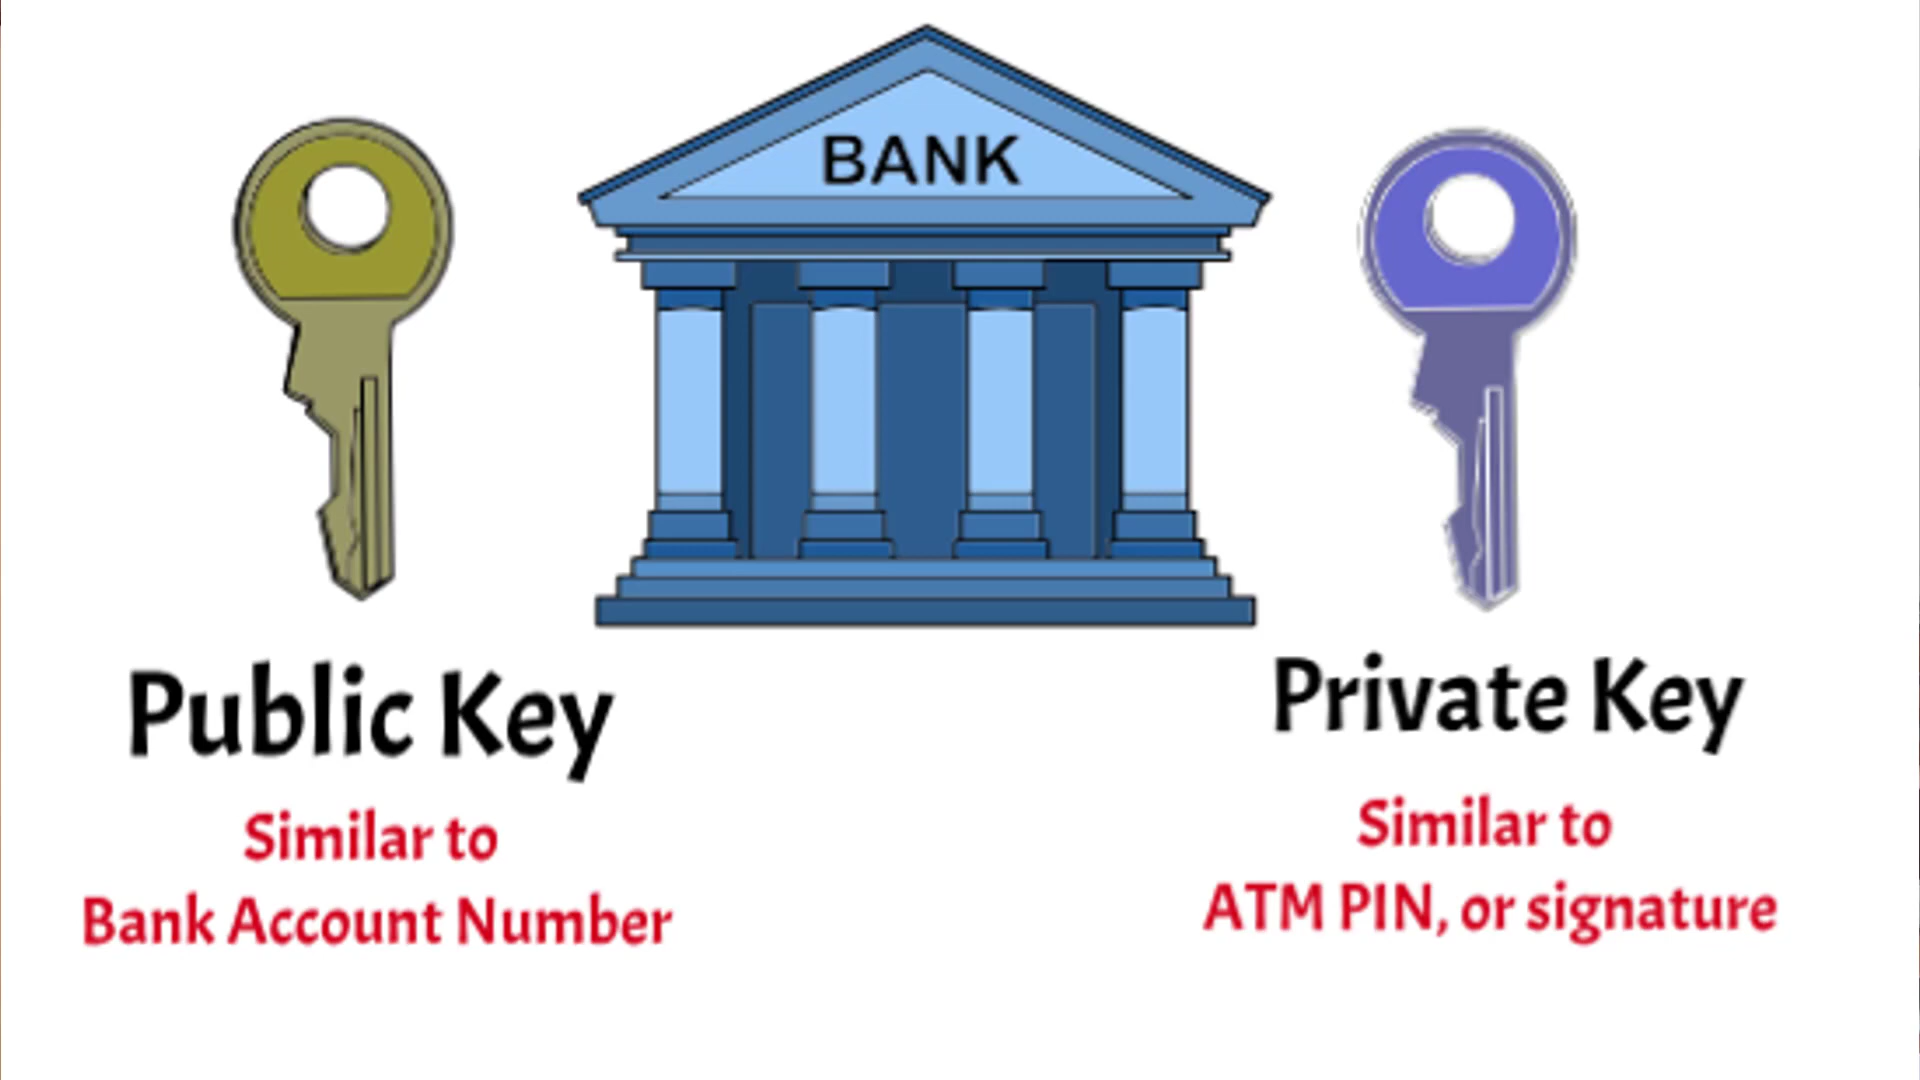 BANK
Public Key
Similar to
Bank Account Number
Private Key
Similar to
ATM PIN, or signature